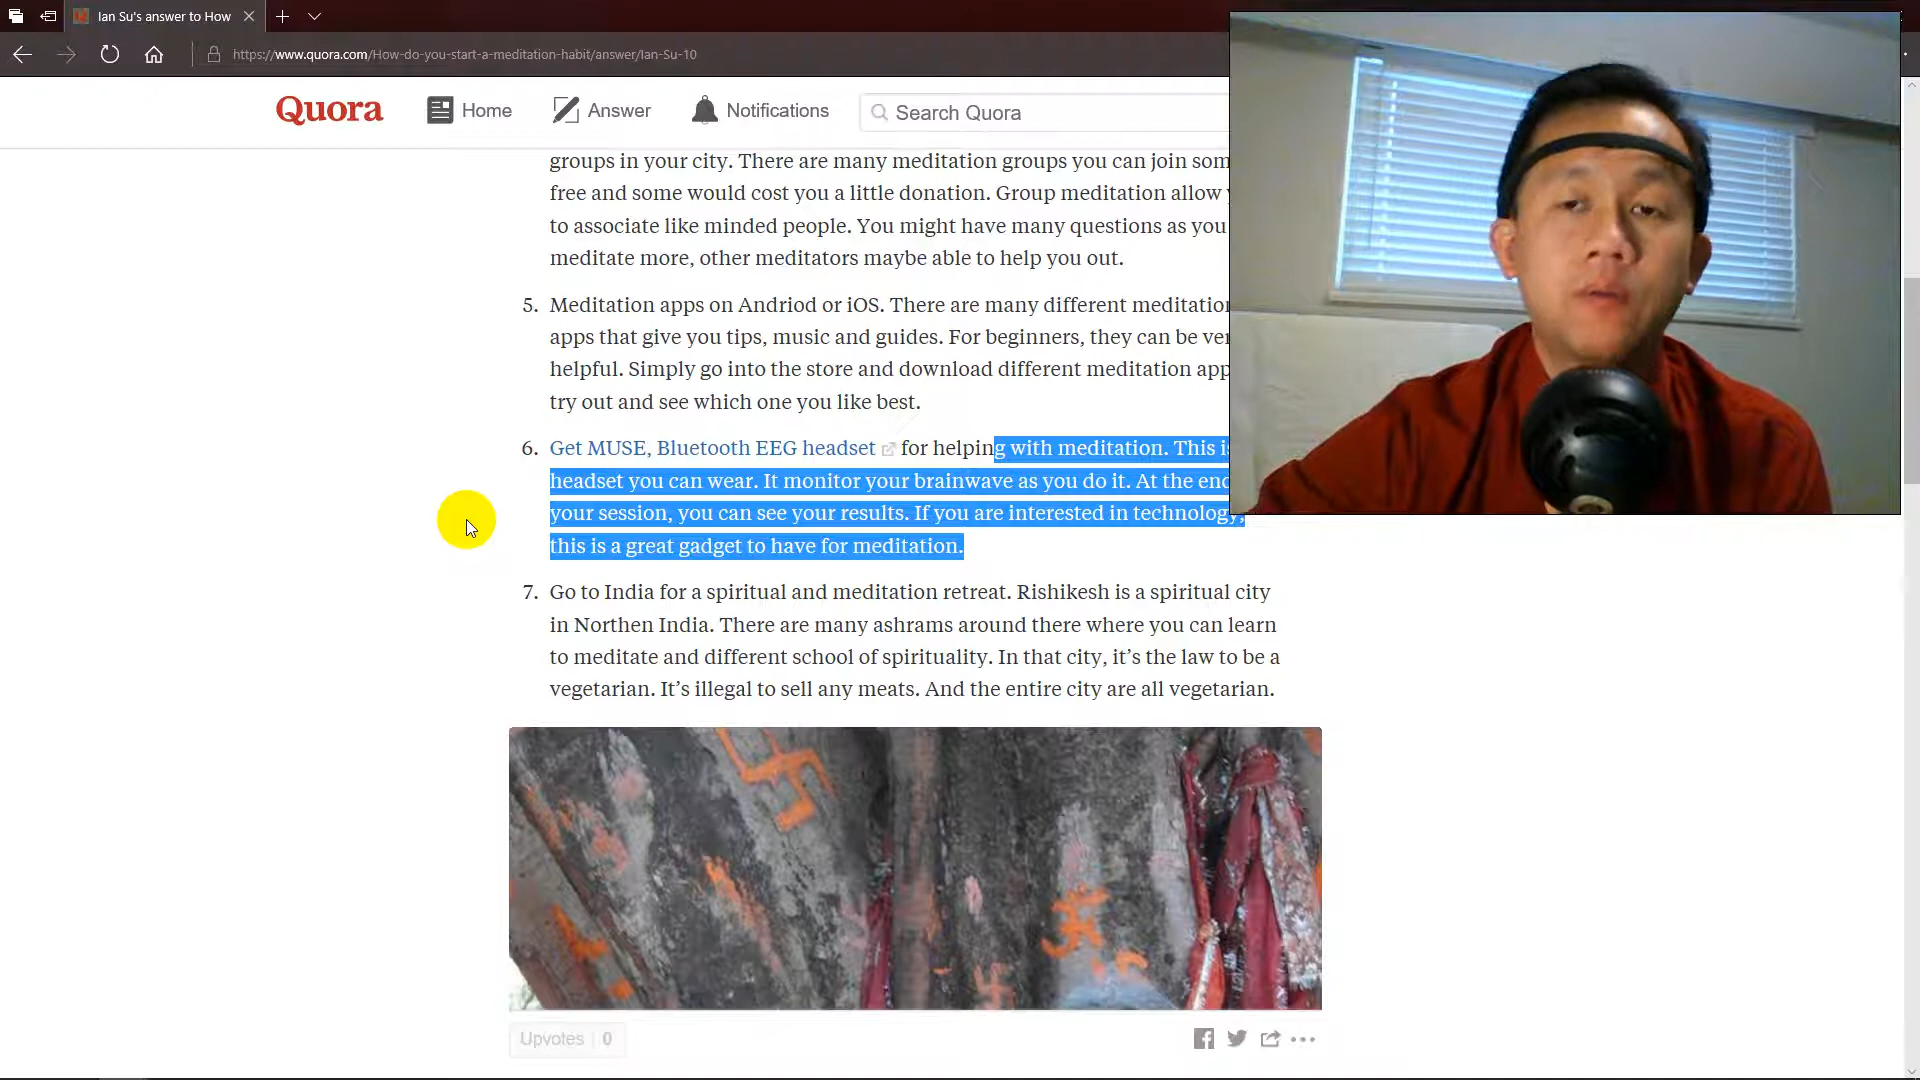 Ian Su's answer to How
https://www.quora.com/How-do-you-start-a-meditation-habit/answer/Ian-Su-10
Quora Home Answer Notifications Search Quora
groups in your city. There are many meditation groups you can join som
free and some would cost you a little donation. Group meditation allow
to associate like minded people. You might have many questions as you
meditate more, other meditators maybe able to help you out.
5. Meditation apps on Andriod or iOS. There are many different meditation
apps that give you tips, music and guides. For beginners, they can be ver
helpful. Simply go into the store and download different meditation app
try out and see which one you like best.
6. Get MUSE, Bluetooth EEG headset for helping with meditation. This is
headset you can wear. It monitor your brainwave as you do it. At the end
your session, you can see your results. If you are interested in technology,
this is a great gadget to have for meditation.
7. Go to India for a spiritual and meditation retreat. Rishikesh is a spiritual city
in Northen India. There are many ashrams around there where you can learn
to meditate and different school of spirituality. In that city, it’s the law to be a
vegetarian. It’s illegal to sell any meats. And the entire city are all vegetarian.
Upvotes 0